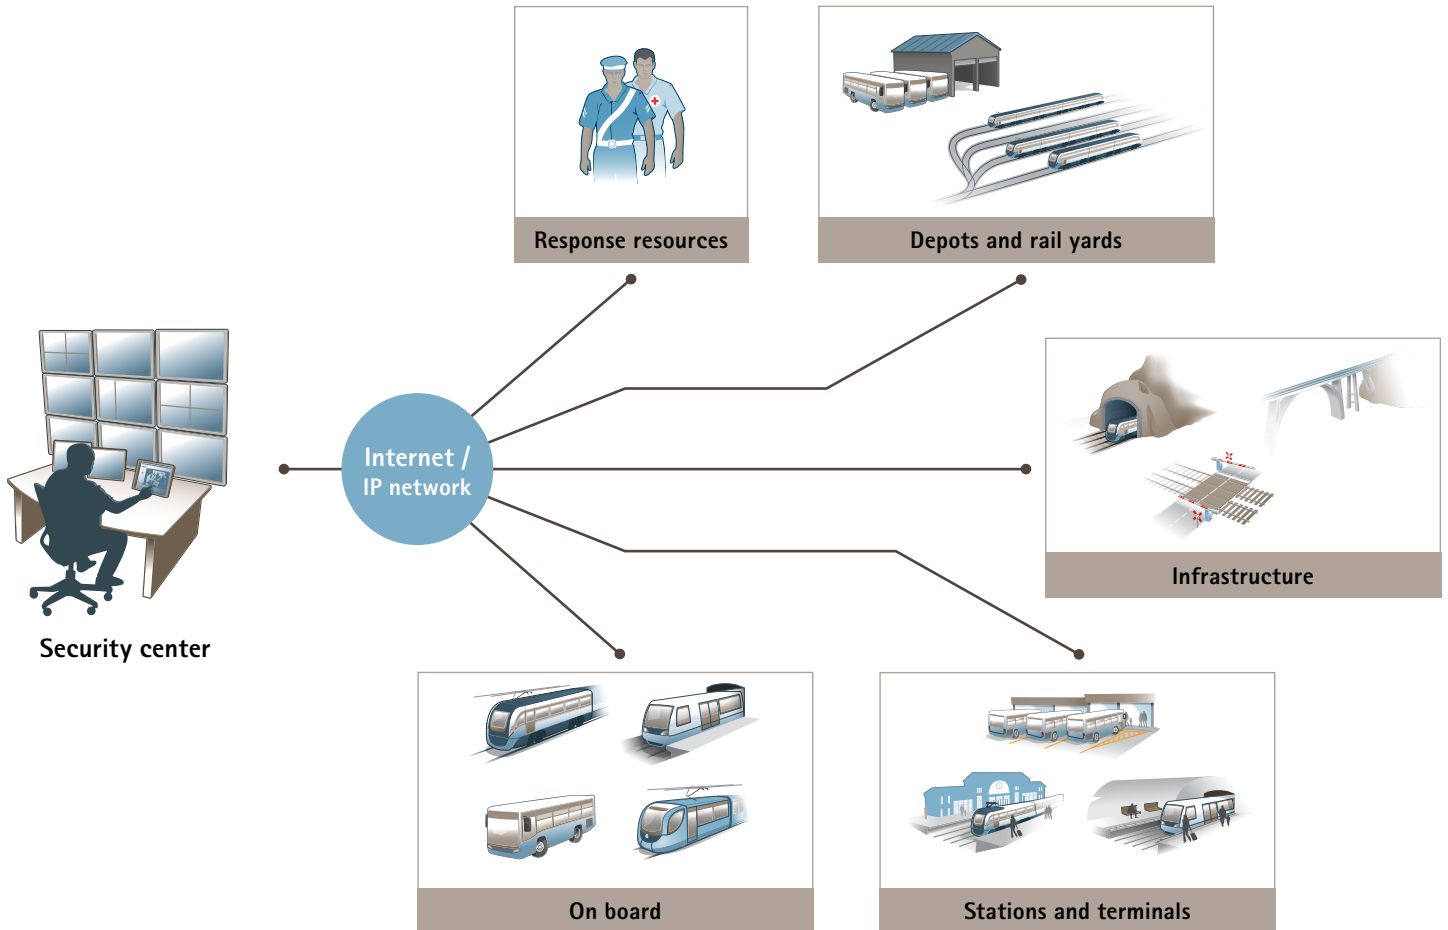 Response resources
Depots and rail yards
Internet /
IP network
Infrastructure
Security center
On board
Stations and terminals